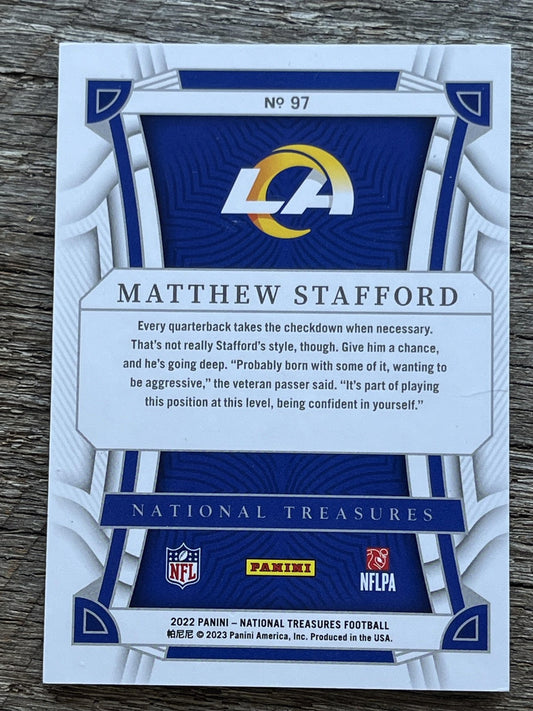 Nº 97
LA
MATTHEW STAFFORD
Every quarterback takes the checkdown when necessary.
That's not really Stafford's style, though. Give him a chance,
and he's going deep. “Probably born with some of it, wanting to
be aggressive,” the veteran passer said. “It's part of playing
this position at this level, being confident in yourself.”
NATIONAL TREASURES
NFL
PANINI
NFLPA
2022 PANINI – NATIONAL TREASURES FOOTBALL
帕尼尼 © 2023 Panini America, Inc. Produced in the USA.